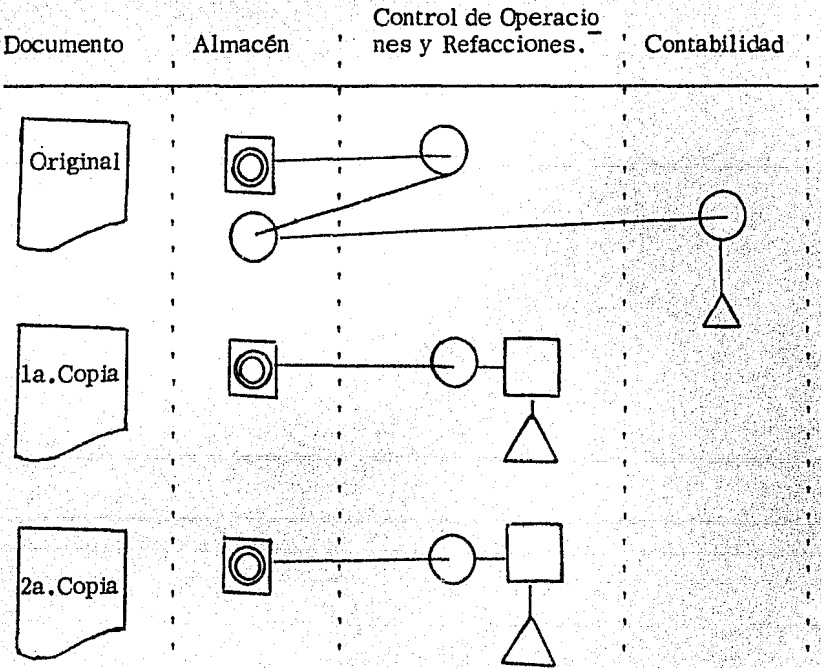 Documento
Almacén
Control de Operacio
nes y Refacciones.
Contabilidad
Original
1a.Copia
2a.Copia